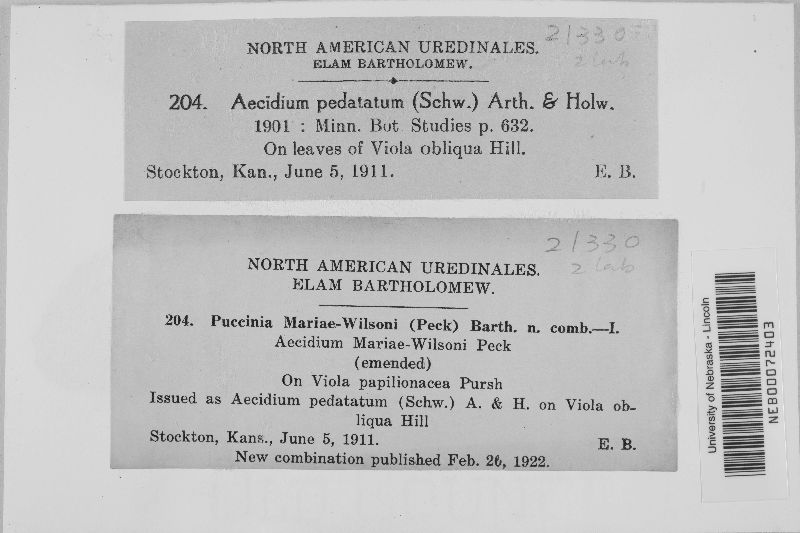 21330
2 lab
NORTH AMERICAN UREDINALES.
ELAM BARTHOLOMEW.
204. Aecidium pedatatum (Schw.) Arth. & Holw.
1901 : Minn. Bot. Studies p. 632.
On leaves of Viola obliqua Hill.
Stockton, Kan., June 5, 1911. E. B.
21330
2 lab
NORTH AMERICAN UREDINALES.
ELAM BARTHOLOMEW.
204. Puccinia Mariae-Wilsoni (Peck) Barth. n. comb.—I.
Aecidium Mariae-Wilsoni Peck
(emended)
On Viola papilionacea Pursh
Issued as Aecidium pedatatum (Schw.) A. & H. on Viola ob-
liqua Hill
Stockton, Kans., June 5, 1911. E. B.
New combination published Feb. 26, 1922.
University of Nebraska - Lincoln
NEB00072403